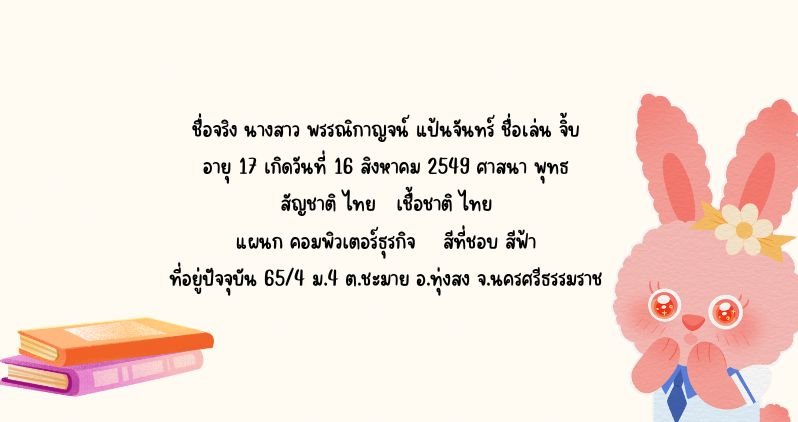 ชื่อจริง นางสาว พรรณิกาญจน์ แป้นจันทร์ ชื่อเล่น จิ๊บ
อายุ 17 เกิดวันที่ 16 สิงหาคม 2549 ศาสนา พุทธ
สัญชาติ ไทย เชื้อชาติ ไทย
แผนก คอมพิวเตอร์ธุรกิจ สีที่ชอบ สีฟ้า
ที่อยู่ปัจจุบัน 65/4 ม.4 ต.ชะมาย อ.ทุ่งสง จ.นครศรีธรรมราช